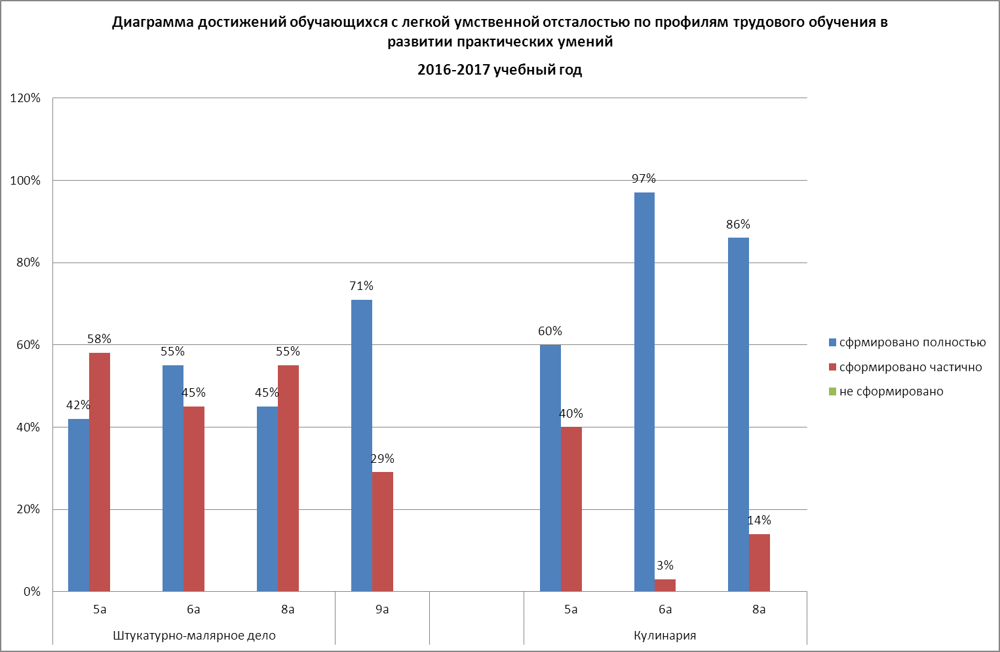 Диаграмма достижений обучающихся с легкой умственной отсталостью по профилям трудового обучения в
развитии практических умений
2016-2017 учебный год
120%
100%
80%
60%
40%
20%
0%
42%
58%
55%
45%
45%
55%
71%
29%
60%
40%
97%
3%
86%
14%
5а
6а
8а
9а
5а
6а
8а
Штукатурно-малярное дело
Кулинария
сфрмировано полностью
сформировано частично
не сформировано